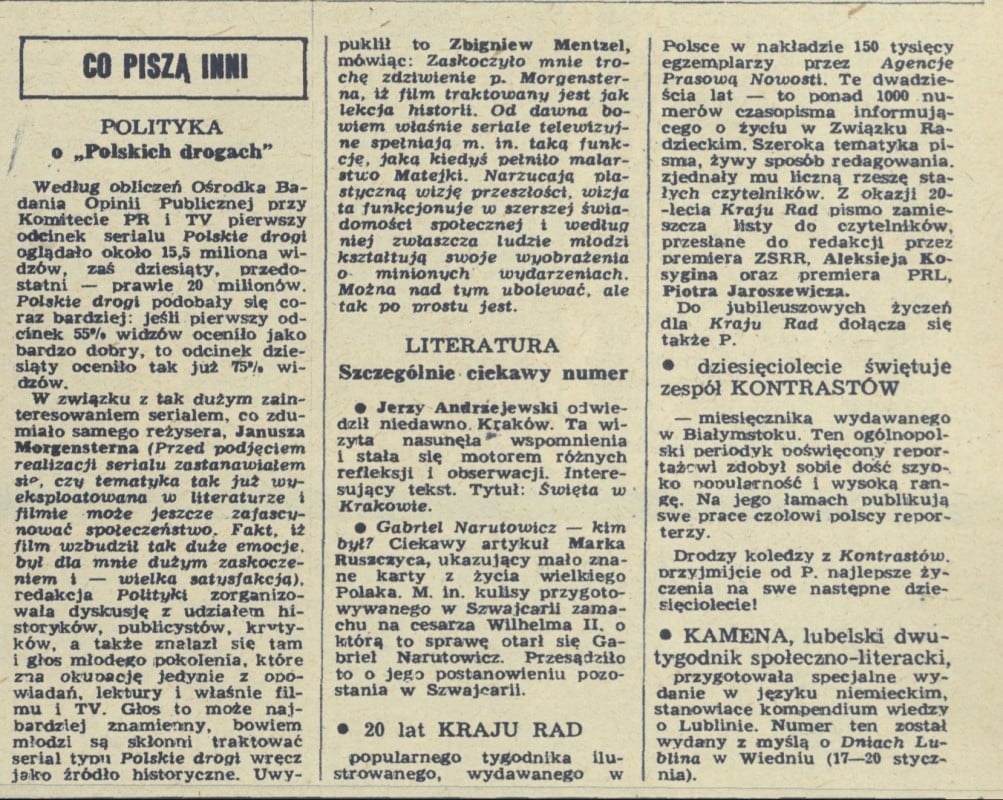 CO PISZĄ INNI
POLITYKA
o „Polskich drogach”
Według obliczeń Ośrodka Ba-
dania Opinii Publicznej przy
Komitecie PR i TV pierwszy
odcinek serialu Polskie drogi
oglądało około 15,5 miliona wi-
dzów, zaś dziesiąty, przedo-
statni — prawie 20 milionów.
Polskie drogi podobały się co-
raz bardziej: jeśli pierwszy od-
cinek 55% widzów oceniło jako
bardzo dobry, to odcinek dzie-
siąty oceniło tak już 75% wi-
dzów.
W związku z tak dużym zain-
teresowaniem serialem, co zdu-
miało samego reżysera, Janusza
Morgensterna (Przed podjęciem
realizacji serialu zastanawiałem
się, czy tematyka tak już wy-
eksploatowana w literaturze i
filmie może jeszcze zafascy-
nować społeczeństwo. Fakt, iż
film wzbudził tak duże emocje,
był dla mnie dużym zaskocze-
niem i — wielka satysfakcja),
redakcja Polityki zorganizo-
wała dyskusję z udziałem hi-
storyków, publicystów, kryty-
ków, a także znalazł się tam
i głos młodego pokolenia, które
zna okupację jedynie z opo-
wiadań, lektury i właśnie fil-
mu i TV. Głos to może naj-
bardziej znamienny, bowiem
młodzi są skłonni traktować
serial typu Polskie drogi wręcz
jako źródło historyczne. Uwy-
puklił to Zbigniew Mentzel,
mówiąc: Zaskoczyło mnie tro-
chę zdziwienie p. Morgenster-
na, iż film traktowany jest jak
lekcja historii. Od dawna bo-
wiem właśnie seriale telewizyj-
ne spełniają m. in. taką funk-
cję, jaką kiedyś pełniło malar-
stwo Matejki. Narzucają pla-
styczną wizję przeszłości, wizja
ta funkcjonuje w szerszej świa-
domości społecznej i według
niej zwłaszcza ludzie młodzi
kształtują swoje wyobrażenia
o minionych wydarzeniach.
Można nad tym ubolewać, ale
tak po prostu jest.
LITERATURA
Szczególnie ciekawy numer
● Jerzy Andrzejewski odwie-
dził niedawno Kraków. Ta wi-
zyta nasunęła wspomnienia
i stała się motorem różnych
refleksji i obserwacji. Intere-
sujący tekst. Tytuł: Święta w
Krakowie.
● Gabriel Narutowicz — kim
był? Ciekawy artykuł Marka
Ruszczyca, ukazujący mało zna-
ne karty z życia wielkiego
Polaka. M. in. kulisy przygoto-
wywanego w Szwajcarii zama-
chu na cesarza Wilhelma II, o
którą to sprawę otarł się Ga-
briel Narutowicz. Przesądziło
to o jego postanowieniu pozo-
stania w Szwajcarii.
● 20 lat KRAJU RAD
popularnego tygodnika ilu-
strowanego, wydawanego w
Polsce w nakładzie 150 tysięcy
egzemplarzy przez Agencje
Prasową Nowosti. Te dwadzie-
ścia lat — to ponad 1000 nu-
merów czasopisma informują-
cego o życiu w Związku Ra-
dzieckim. Szeroka tematyka pi-
sma, żywy sposób redagowania,
zjednały mu liczną rzeszę sta-
łych czytelników. Z okazji 20-
-lecia Kraju Rad pismo zamie-
szcza listy do czytelników,
przesłane do redakcji przez
premiera ZSRR, Aleksieja Ko-
sygina oraz premiera PRL,
Piotra Jaroszewicza.
Do jubileuszowych życzeń
dla Kraju Rad dołącza się
także P.
● dziesięciolecie świętuje
zespół KONTRASTÓW
— miesięcznika wydawanego
w Białymstoku. Ten ogólnopol-
ski periodyk poświęcony repor-
tażowi zdobył sobie dość szyb-
ko popularność i wysoką ran-
gę. Na jego łamach publikują
swe prace czołowi polscy repor-
terzy.
Drodzy koledzy z Kontrastów,
przyjmijcie od P. najlepsze ży-
czenia na swe następne dzie-
sięciolecie!
● KAMENA, lubelski dwu-
tygodnik społeczno-literacki,
przygotowała specjalne wy-
danie w języku niemieckim,
stanowiące kompendium wiedzy
o Lublinie. Numer ten został
wydany z myślą o Dniach Lu-
blina w Wiedniu (17—20 stycz-
nia).